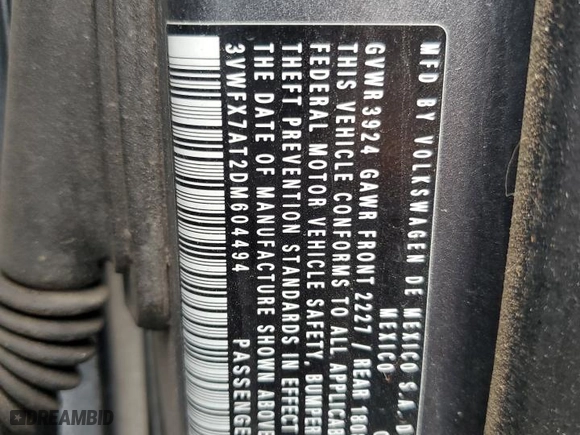 MFD BY VOLKSWAGEN DE MEXICO S.A.D
MEXICO
GVWR 3924 GAWR FRONT 2227 / REAR
THIS VEHICLE CONFORMS TO ALL
FEDERAL MOTOR VEHICLE SAFETY, BUMPER
THEFT PREVENTION STANDARDS IN EFFECT
THE DATE OF MANUFACTURE SHOWN ABOVE
3VWFX7AT2DM604494
DREAMBID